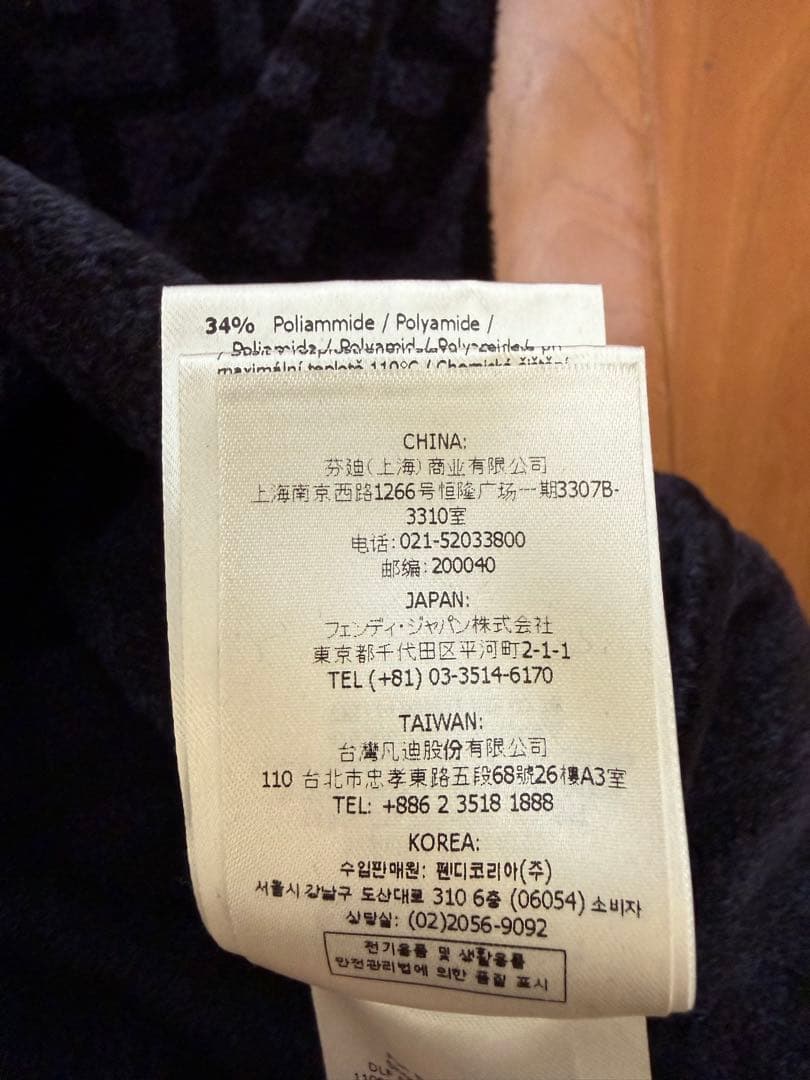 34% Poliammide / Polyamide /
maximální teplotě 110°C / Chemické čištění
CHINA:
芬迪(上海)商业有限公司
上海南京西路1266号恒隆广场一期3307B-
3310室
电话:021-52033800
邮编:200040
JAPAN:
フェンディ・ジャパン株式会社
東京都千代田区平河町2-1-1
TEL (+81) 03-3514-6170
TAIWAN:
台灣凡迪股份有限公司
110 台北市忠孝東路五段68號26樓A3室
TEL: +886 2 3518 1888
KOREA:
수입판매원: 펜디코리아(주)
서울시 강남구 도산대로 310 6층 (06054) 소비자
상담실: (02)2056-9092
전기용품 및 생활용품
안전관리법에 의한 품질 표시